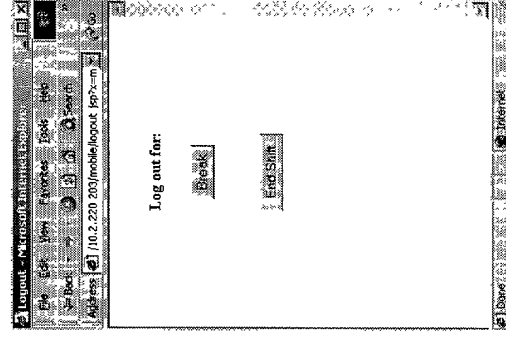 Logout - Microsoft Internet Explorer
File Edit View Favorites Tools Help
Back Search
Address /10.2.220 203/mobile/logout jsp?x=m Go
Log out for:
Break
End Shift
Done Internet